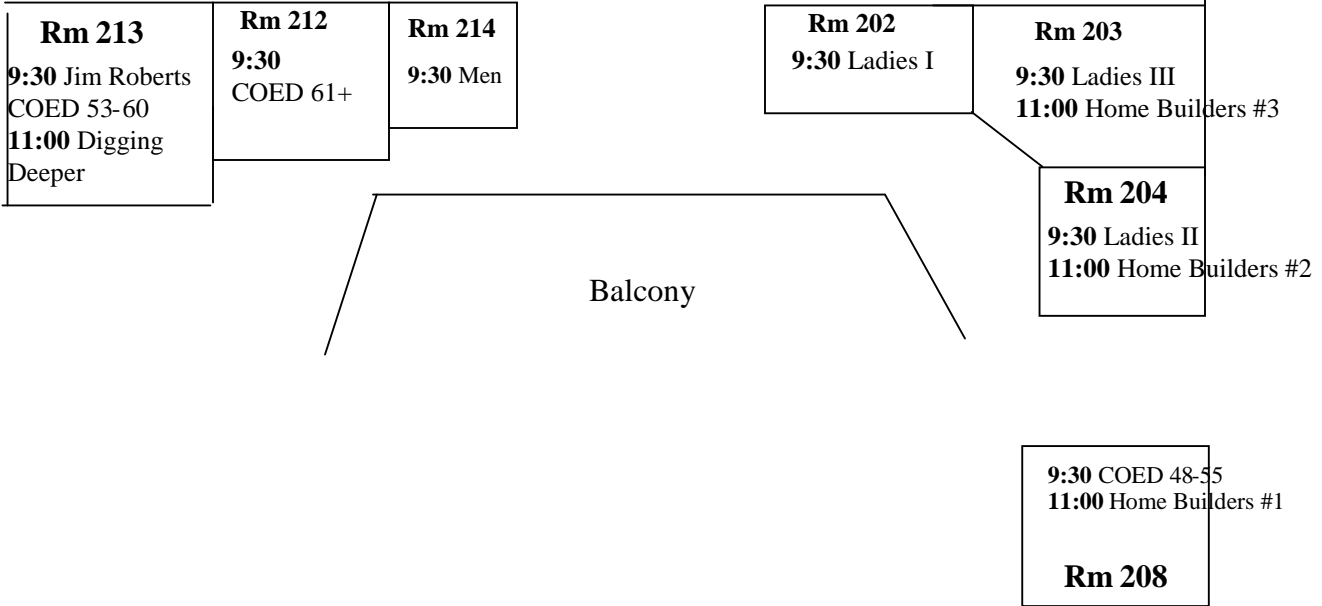 Rm 213
9:30 Jim Roberts
COED 53-60
11:00 Digging
Deeper
Rm 212
9:30
COED 61+
Rm 214
9:30 Men
Rm 202
9:30 Ladies I
Rm 203
9:30 Ladies III
11:00 Home Builders #3
Rm 204
9:30 Ladies II
11:00 Home Builders #2
Balcony
9:30 COED 48-55
11:00 Home Builders #1
Rm 208